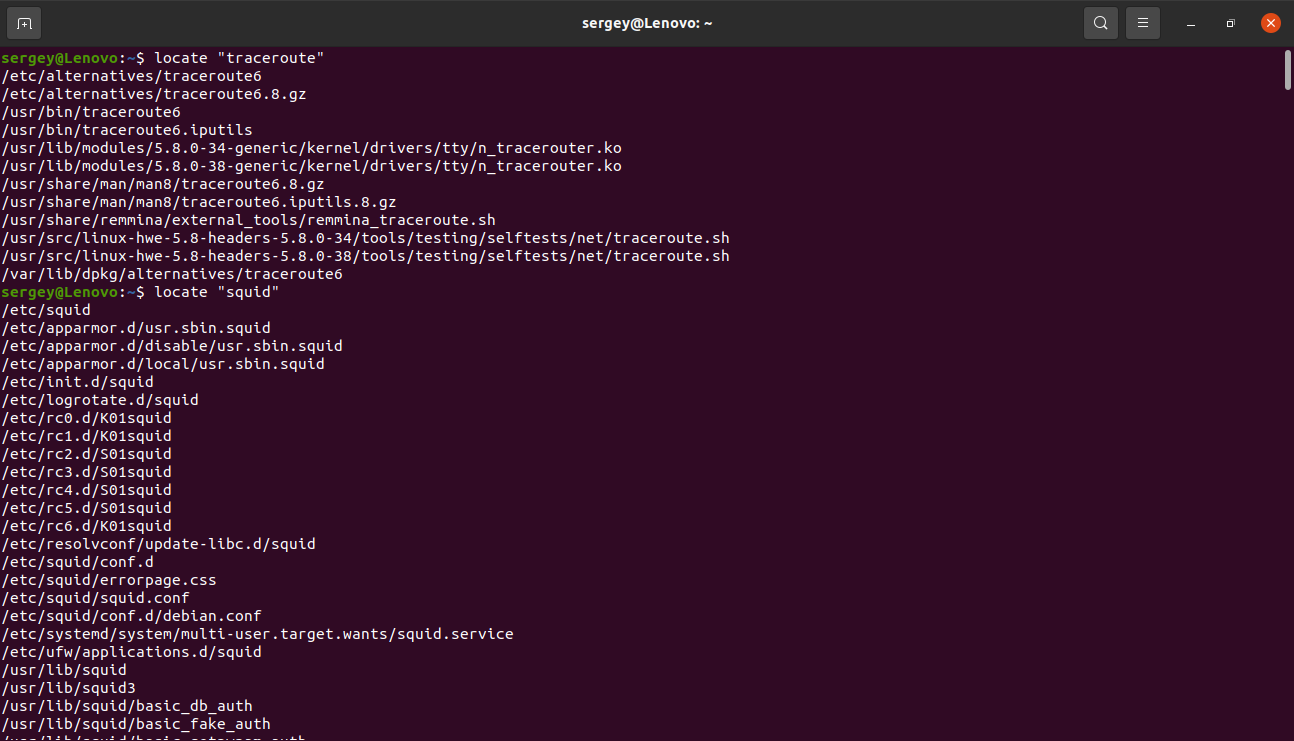 sergey@Lenovo: ~
sergey@Lenovo:~$ locate "traceroute"
/etc/alternatives/traceroute6
/etc/alternatives/traceroute6.8.gz
/usr/bin/traceroute6
/usr/bin/traceroute6.iputils
/usr/lib/modules/5.8.0-34-generic/kernel/drivers/tty/n_tracerouter.ko
/usr/lib/modules/5.8.0-38-generic/kernel/drivers/tty/n_tracerouter.ko
/usr/share/man/man8/traceroute6.8.gz
/usr/share/man/man8/traceroute6.iputils.8.gz
/usr/share/remmina/external_tools/remmina_traceroute.sh
/usr/src/linux-hwe-5.8-headers-5.8.0-34/tools/testing/selftests/net/traceroute.sh
/usr/src/linux-hwe-5.8-headers-5.8.0-38/tools/testing/selftests/net/traceroute.sh
/var/lib/dpkg/alternatives/traceroute6
sergey@Lenovo:~$ locate "squid"
/etc/squid
/etc/apparmor.d/usr.sbin.squid
/etc/apparmor.d/disable/usr.sbin.squid
/etc/apparmor.d/local/usr.sbin.squid
/etc/init.d/squid
/etc/logrotate.d/squid
/etc/rc0.d/K01squid
/etc/rc1.d/K01squid
/etc/rc2.d/S01squid
/etc/rc3.d/S01squid
/etc/rc4.d/S01squid
/etc/rc5.d/S01squid
/etc/rc6.d/K01squid
/etc/resolvconf/update-libc.d/squid
/etc/squid/conf.d
/etc/squid/errorpage.css
/etc/squid/squid.conf
/etc/squid/conf.d/debian.conf
/etc/systemd/system/multi-user.target.wants/squid.service
/etc/ufw/applications.d/squid
/usr/lib/squid
/usr/lib/squid3
/usr/lib/squid/basic_db_auth
/usr/lib/squid/basic_fake_auth